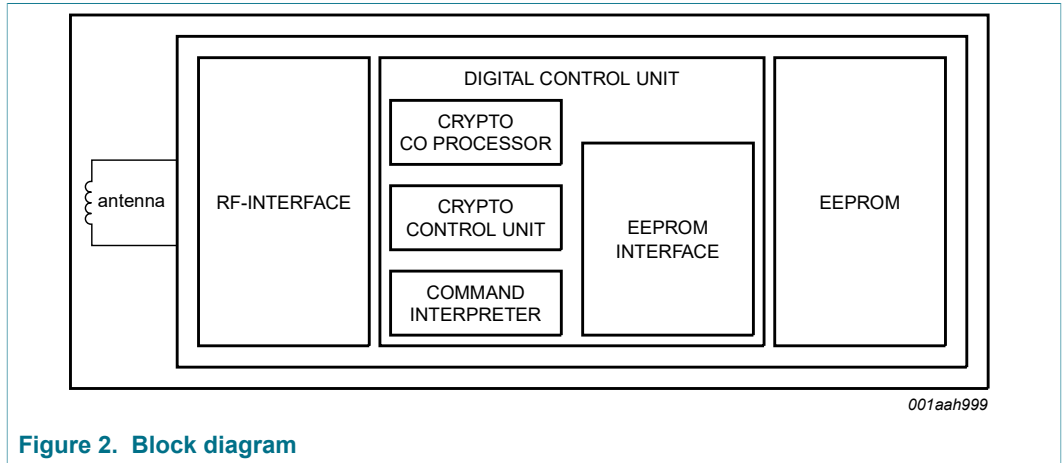 DIGITAL CONTROL UNIT
CRYPTO
CO PROCESSOR
antenna
RF-INTERFACE
CRYPTO
CONTROL UNIT
EEPROM
INTERFACE
EEPROM
COMMAND
INTERPRETER
001aah999
Figure 2. Block diagram